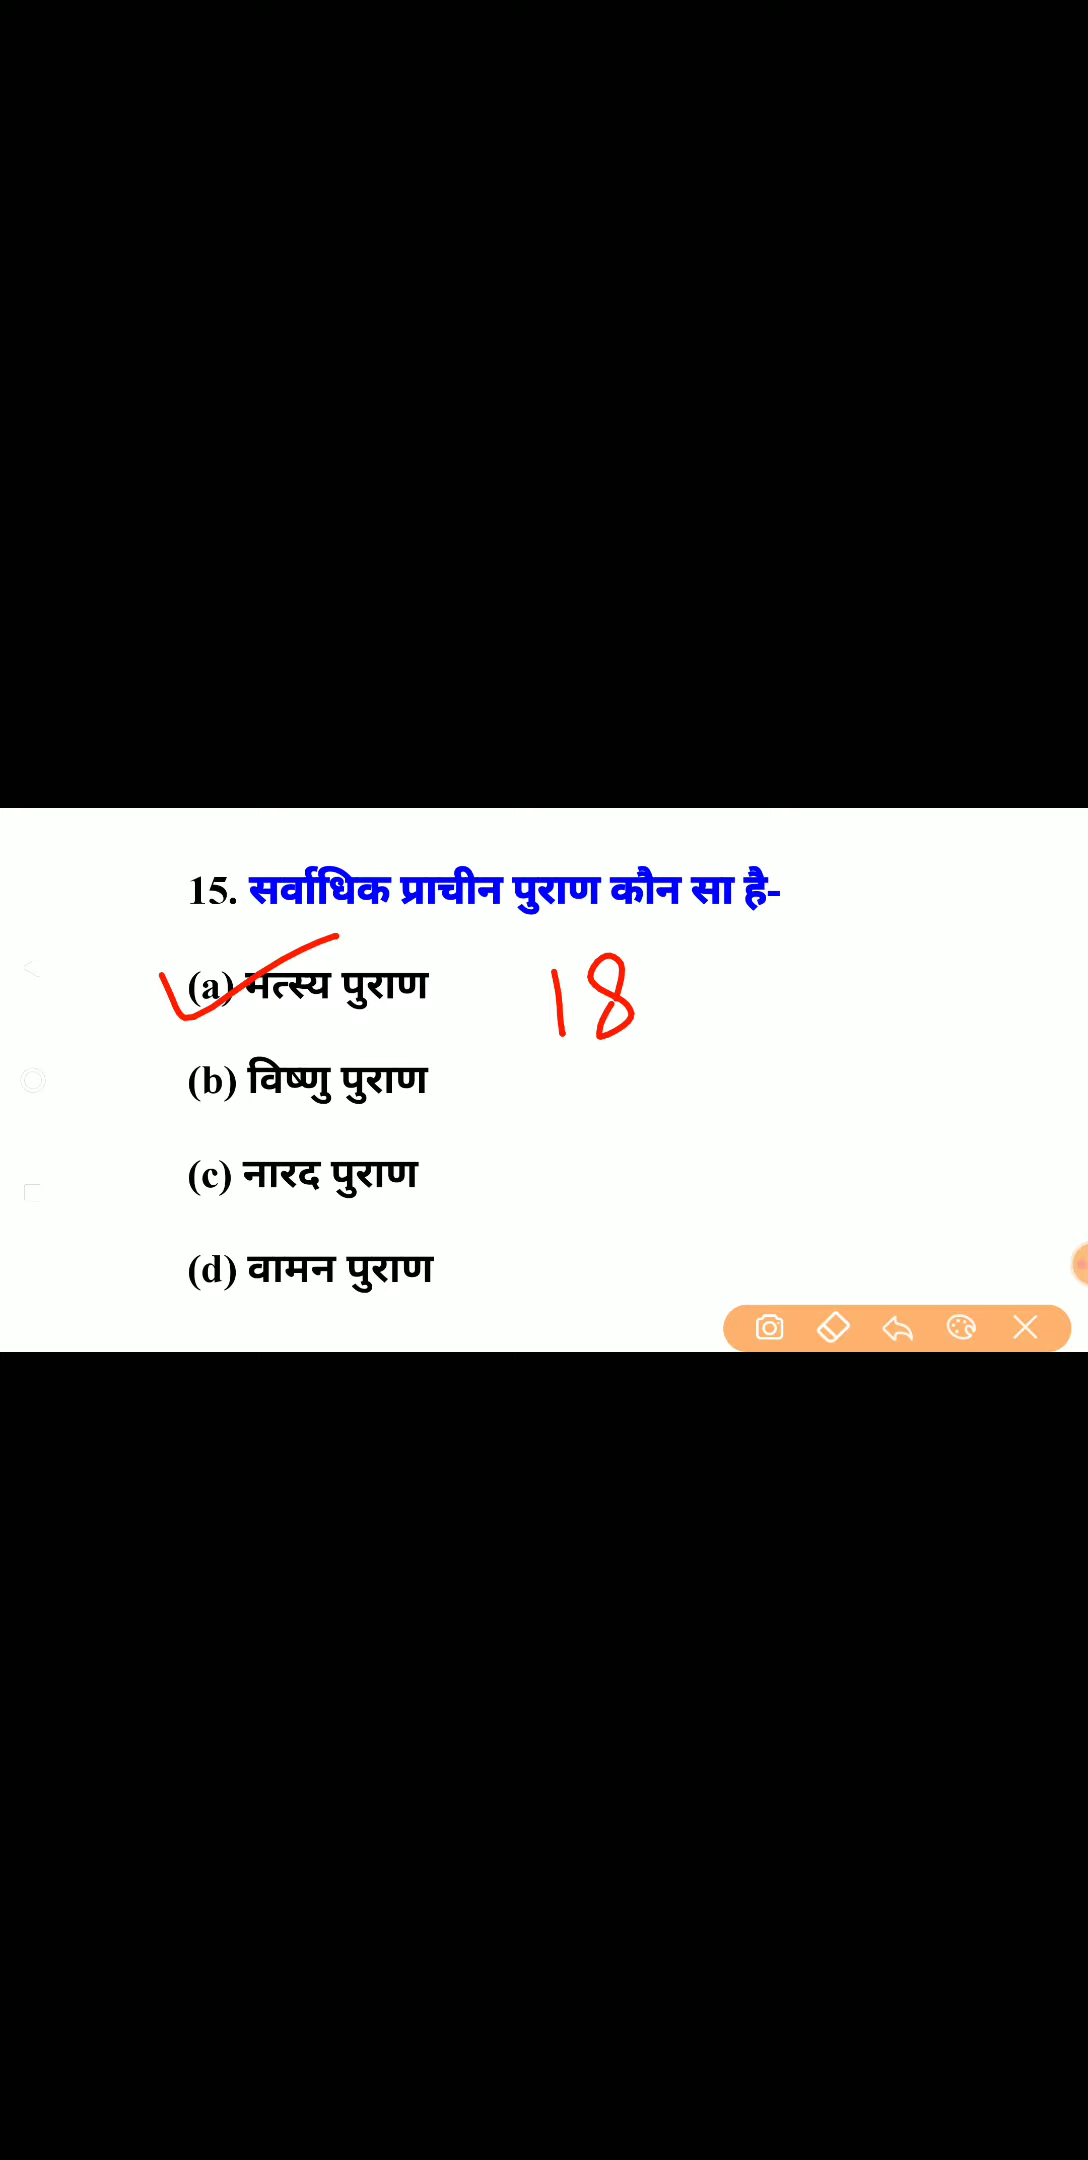 15. सर्वाधिक प्राचीन पुराण कौन सा है-
(a) मत्स्य पुराण 18
(b) विष्णु पुराण
(c) नारद पुराण
(d) वामन पुराण